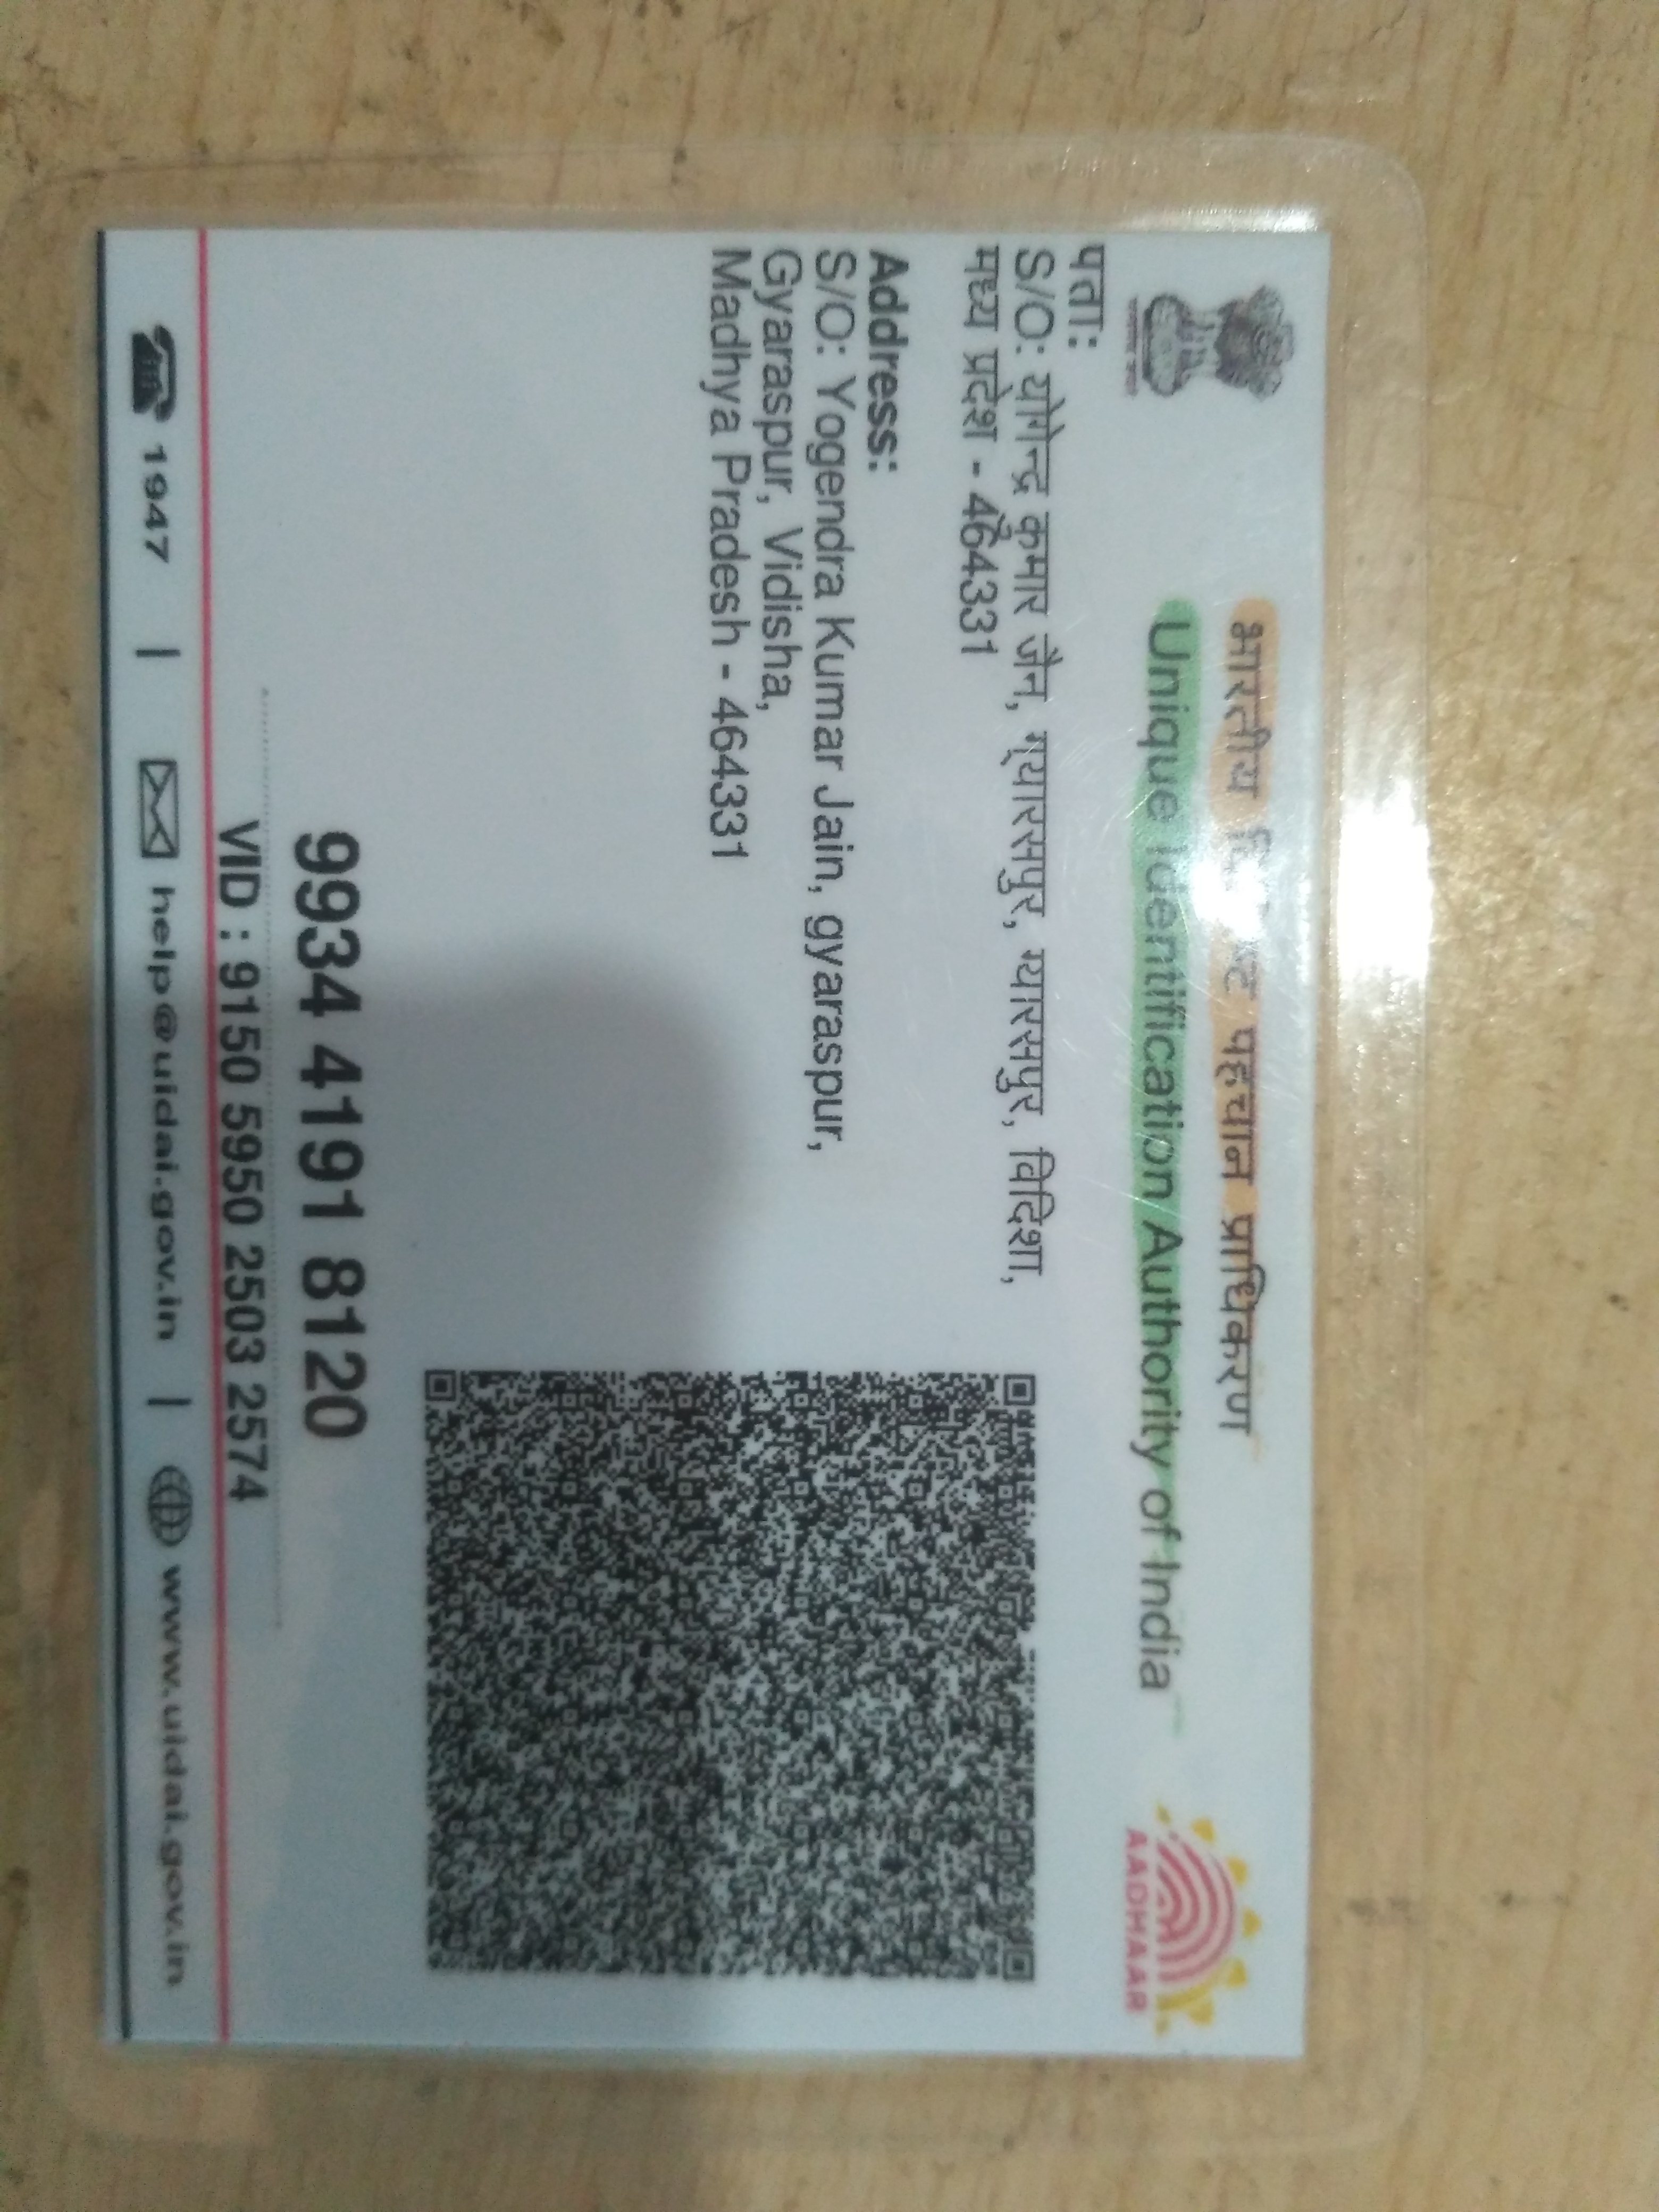 भारतीय विशिष्ट पहचान प्राधिकरण
Unique Identification Authority of India
AADHAAR
पता:
S/O: योगेन्द्र कुमार जैन, ग्यारसपुर, ग्यारसपुर, विदिशा,
मध्य प्रदेश - 464331
Address:
S/O: Yogendra Kumar Jain, gyaraspur,
Gyaraspur, Vidisha,
Madhya Pradesh - 464331
9934 4191 8120
VID : 9150 5950 2503 2574
1947 | help@uidai.gov.in | www.uidai.gov.in